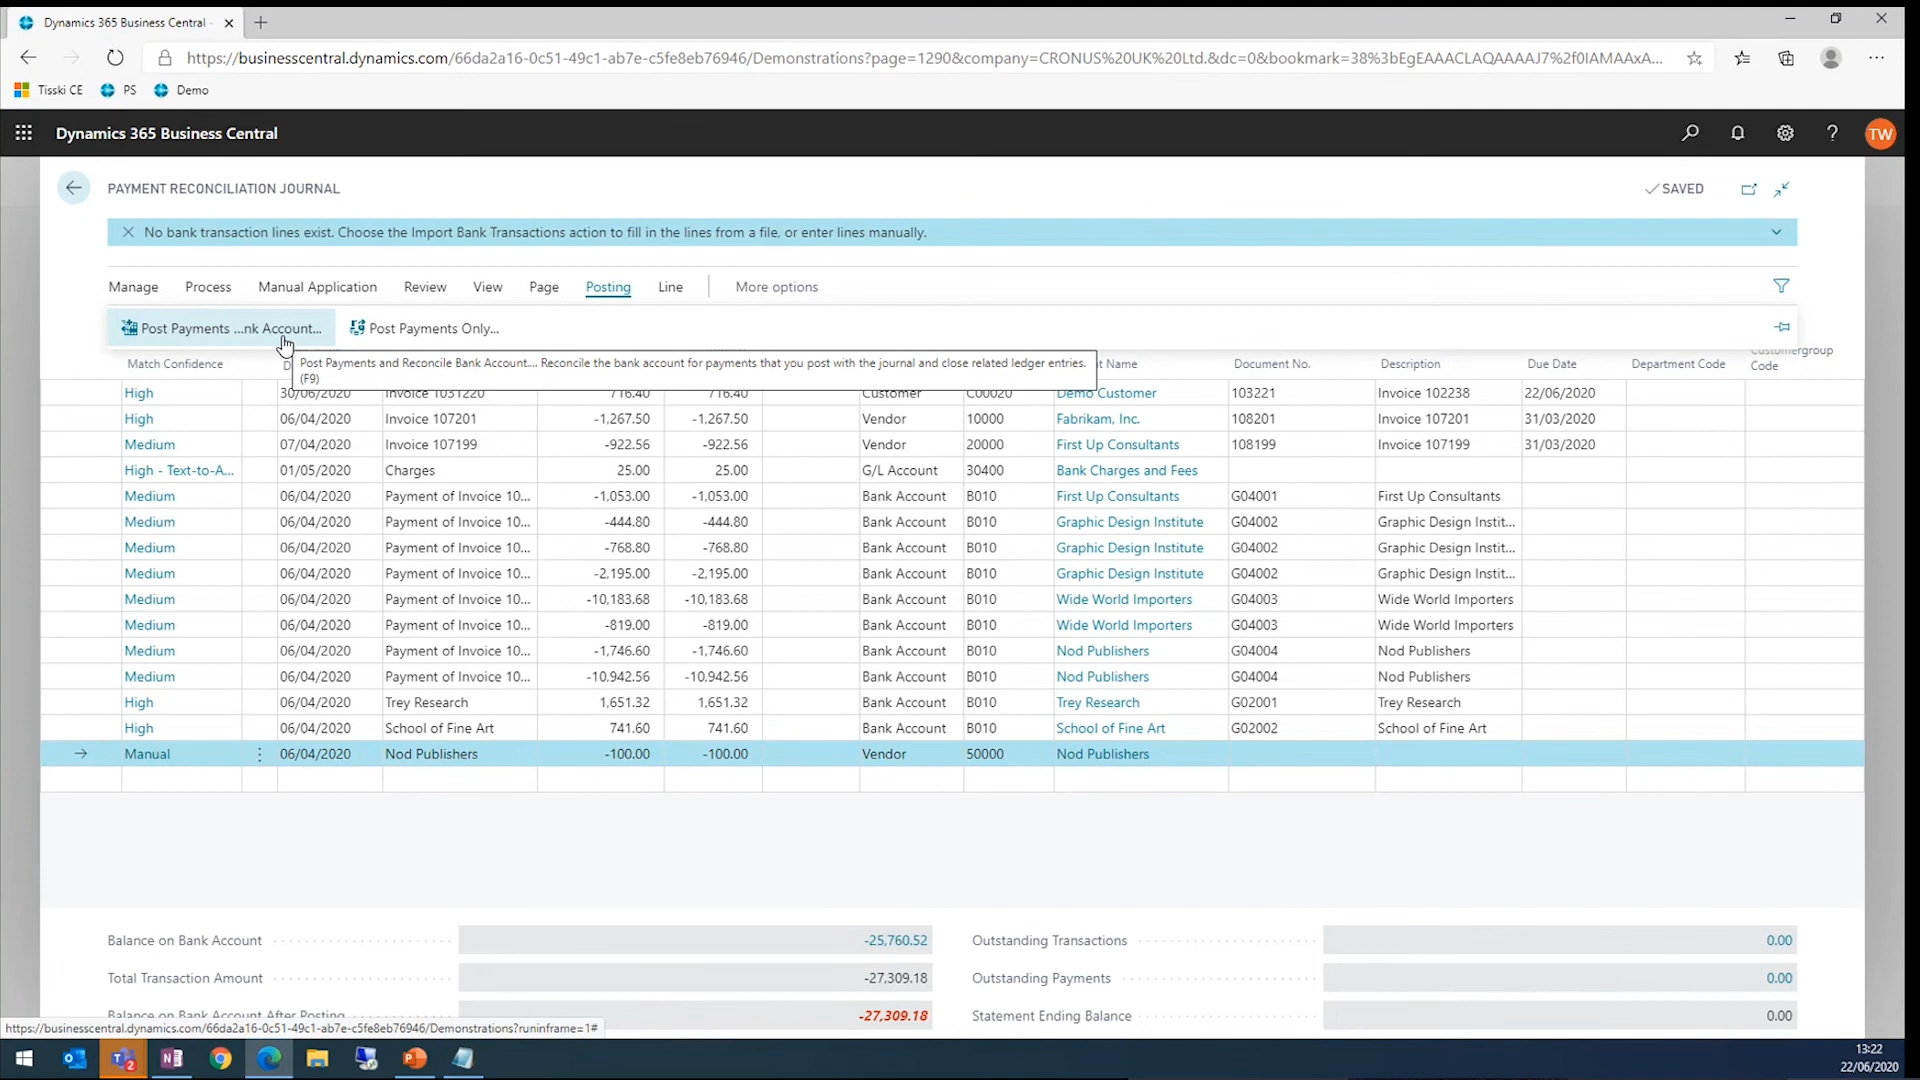 Dynamics 365 Business Central -
https://businesscentral.dynamics.com/66da2a16-0c51-49c1-ab7e-c5fe8eb76946/Demonstrations?page=1290&company=CRONUS%20UK%20Ltd.&dc=0&bookmark=38%3bEgEAAACLAQAAAAJ7%2f0IAMAAxA...
Tisski CE PS Demo
Dynamics 365 Business Central TW
PAYMENT RECONCILIATION JOURNAL SAVED
No bank transaction lines exist. Choose the Import Bank Transactions action to fill in the lines from a file, or enter lines manually.
Manage Process Manual Application Review View Page Posting Line More options
Post Payments ...nk Account... Post Payments Only...
Post Payments and Reconcile Bank Account.... Reconcile the bank account for payments that you post with the journal and close related ledger entries.
(F9)
Match Confidence Name Document No. Description Due Date Department Code Customergroup Code
High 30/06/2020 Invoice 1031220 716.40 716.40 Customer C00020 Demo Customer 103221 Invoice 102238 22/06/2020
High 06/04/2020 Invoice 107201 -1,267.50 -1,267.50 Vendor 10000 Fabrikam, Inc. 108201 Invoice 107201 31/03/2020
Medium 07/04/2020 Invoice 107199 -922.56 -922.56 Vendor 20000 First Up Consultants 108199 Invoice 107199 31/03/2020
High - Text-to-A... 01/05/2020 Charges 25.00 25.00 G/L Account 30400 Bank Charges and Fees
Medium 06/04/2020 Payment of Invoice 10... -1,053.00 -1,053.00 Bank Account B010 First Up Consultants G04001 First Up Consultants
Medium 06/04/2020 Payment of Invoice 10... -444.80 -444.80 Bank Account B010 Graphic Design Institute G04002 Graphic Design Instit...
Medium 06/04/2020 Payment of Invoice 10... -768.80 -768.80 Bank Account B010 Graphic Design Institute G04002 Graphic Design Instit...
Medium 06/04/2020 Payment of Invoice 10... -2,195.00 -2,195.00 Bank Account B010 Graphic Design Institute G04002 Graphic Design Instit...
Medium 06/04/2020 Payment of Invoice 10... -10,183.68 -10,183.68 Bank Account B010 Wide World Importers G04003 Wide World Importers
Medium 06/04/2020 Payment of Invoice 10... -819.00 -819.00 Bank Account B010 Wide World Importers G04003 Wide World Importers
Medium 06/04/2020 Payment of Invoice 10... -1,746.60 -1,746.60 Bank Account B010 Nod Publishers G04004 Nod Publishers
Medium 06/04/2020 Payment of Invoice 10... -10,942.56 -10,942.56 Bank Account B010 Nod Publishers G04004 Nod Publishers
High 06/04/2020 Trey Research 1,651.32 1,651.32 Bank Account B010 Trey Research G02001 Trey Research
High 06/04/2020 School of Fine Art 741.60 741.60 Bank Account B010 School of Fine Art G02002 School of Fine Art
Manual 06/04/2020 Nod Publishers -100.00 -100.00 Vendor 50000 Nod Publishers
Balance on Bank Account -25,760.52 Outstanding Transactions 0.00
Total Transaction Amount -27,309.18 Outstanding Payments 0.00
Balance on Bank Account After Posting -27,309.18 Statement Ending Balance 0.00
https://businesscentral.dynamics.com/66da2a16-0c51-49c1-ab7e-c5fe8eb76946/Demonstrations?runinframe=1#
13:22
22/06/2020